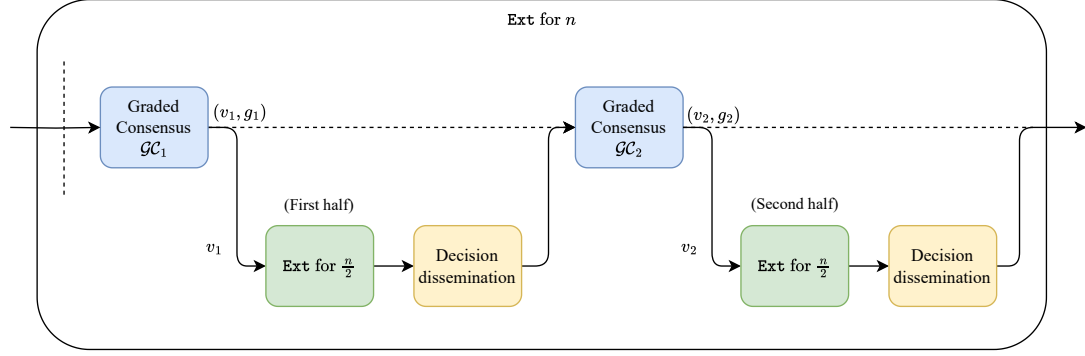 Ext for n
Graded
Consensus
𝒢𝒞₁
(v₁, g₁)
(First half)
v₁
Ext for n/2
Decision
dissemination
Graded
Consensus
𝒢𝒞₂
(v₂, g₂)
(Second half)
v₂
Ext for n/2
Decision
dissemination